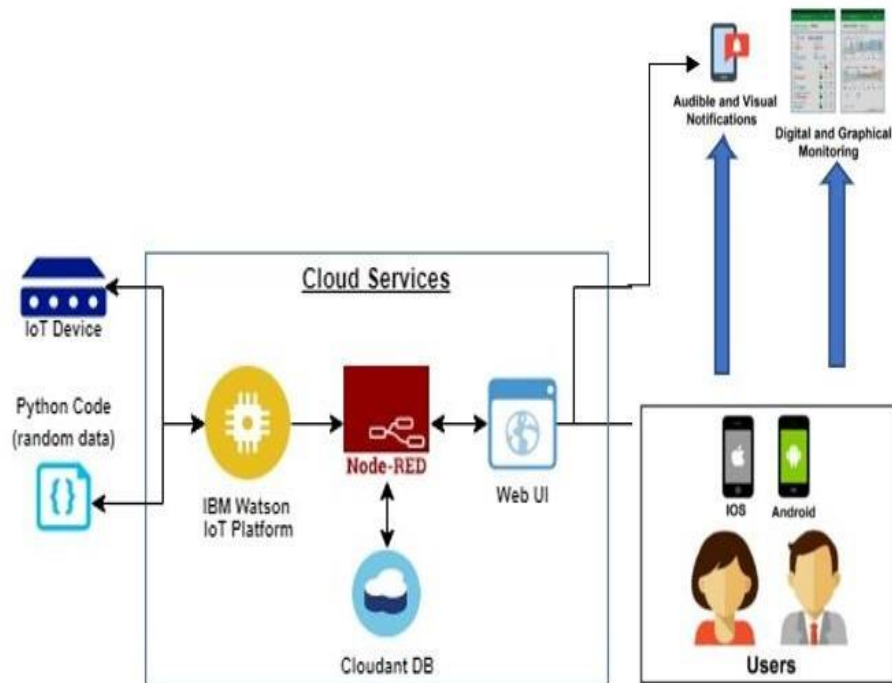 Audible and Visual
Notifications
Digital and Graphical
Monitoring
Cloud Services
IoT Device
Python Code
(random data)
IBM Watson
IoT Platform
Node-RED
Web UI
Cloudant DB
IOS
Android
Users